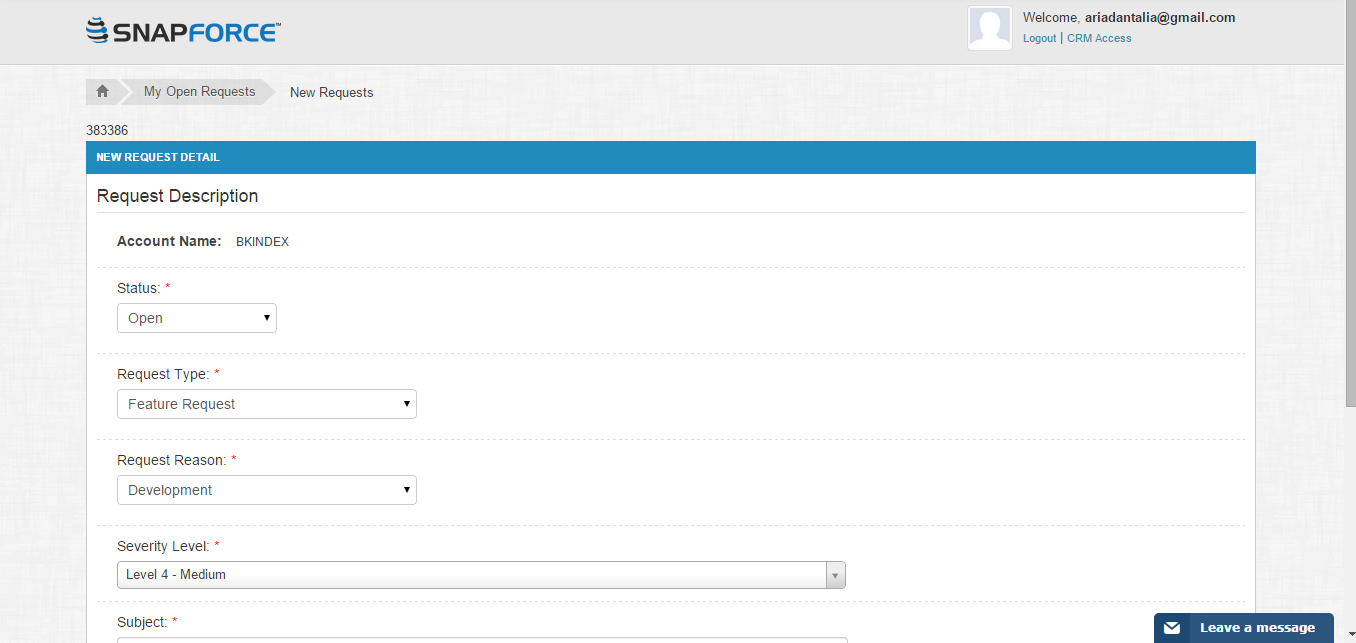 SNAPFORCE™
Welcome, ariadantalia@gmail.com
Logout | CRM Access
My Open Requests
New Requests
383386
NEW REQUEST DETAIL
Request Description
Account Name: BKINDEX
Status: *
Open
Request Type: *
Feature Request
Request Reason: *
Development
Severity Level: *
Level 4 - Medium
Subject: *
Leave a message